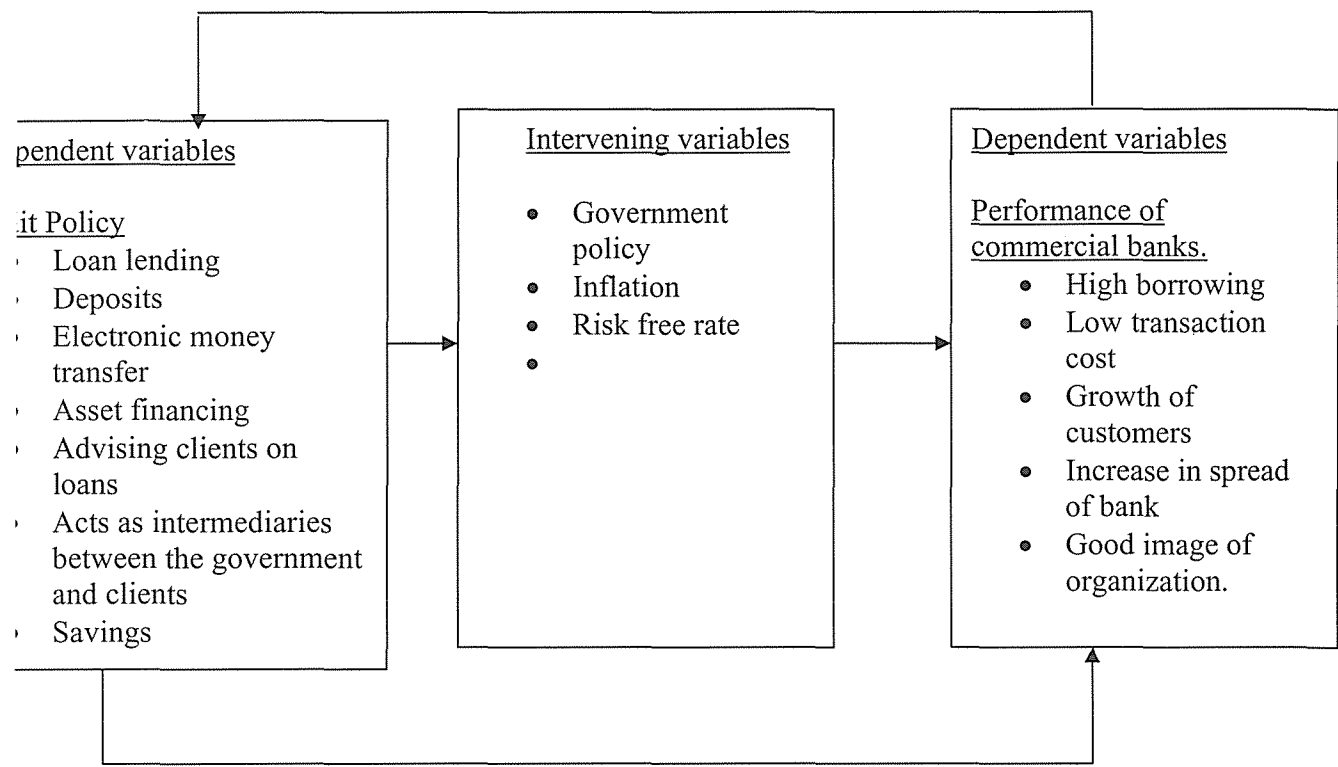 pendent variables
it Policy
Loan lending
Deposits
Electronic money
transfer
Asset financing
Advising clients on
loans
Acts as intermediaries
between the government
and clients
Savings
Intervening variables
• Government
policy
• Inflation
• Risk free rate
•
Dependent variables
Performance of
commercial banks.
• High borrowing
• Low transaction
cost
• Growth of
customers
• Increase in spread
of bank
• Good image of
organization.